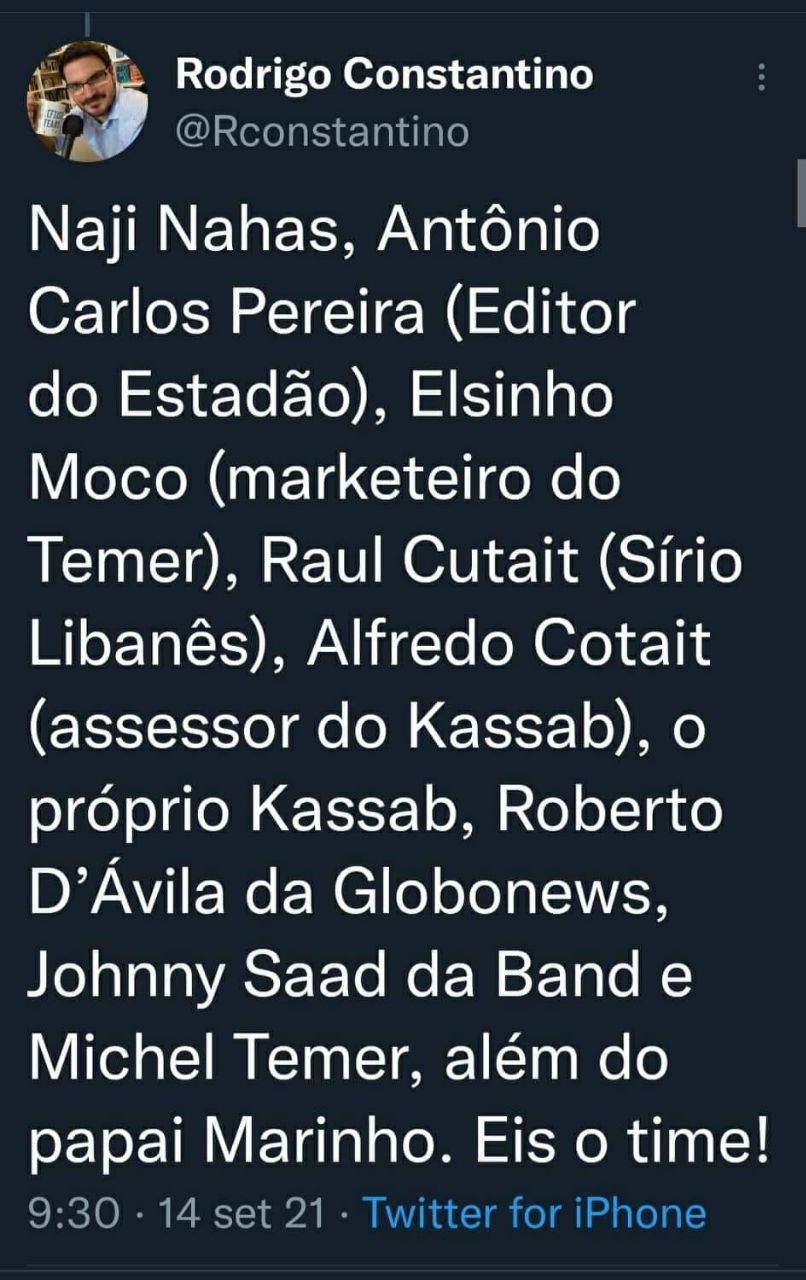 Rodrigo Constantino
@Rconstantino
Naji Nahas, Antônio
Carlos Pereira (Editor
do Estadão), Elsinho
Moco (marketeiro do
Temer), Raul Cutait (Sírio
Libanês), Alfredo Cotait
(assessor do Kassab), o
próprio Kassab, Roberto
D’Ávila da Globonews,
Johnny Saad da Band e
Michel Temer, além do
papai Marinho. Eis o time!
9:30 · 14 set 21 · Twitter for iPhone